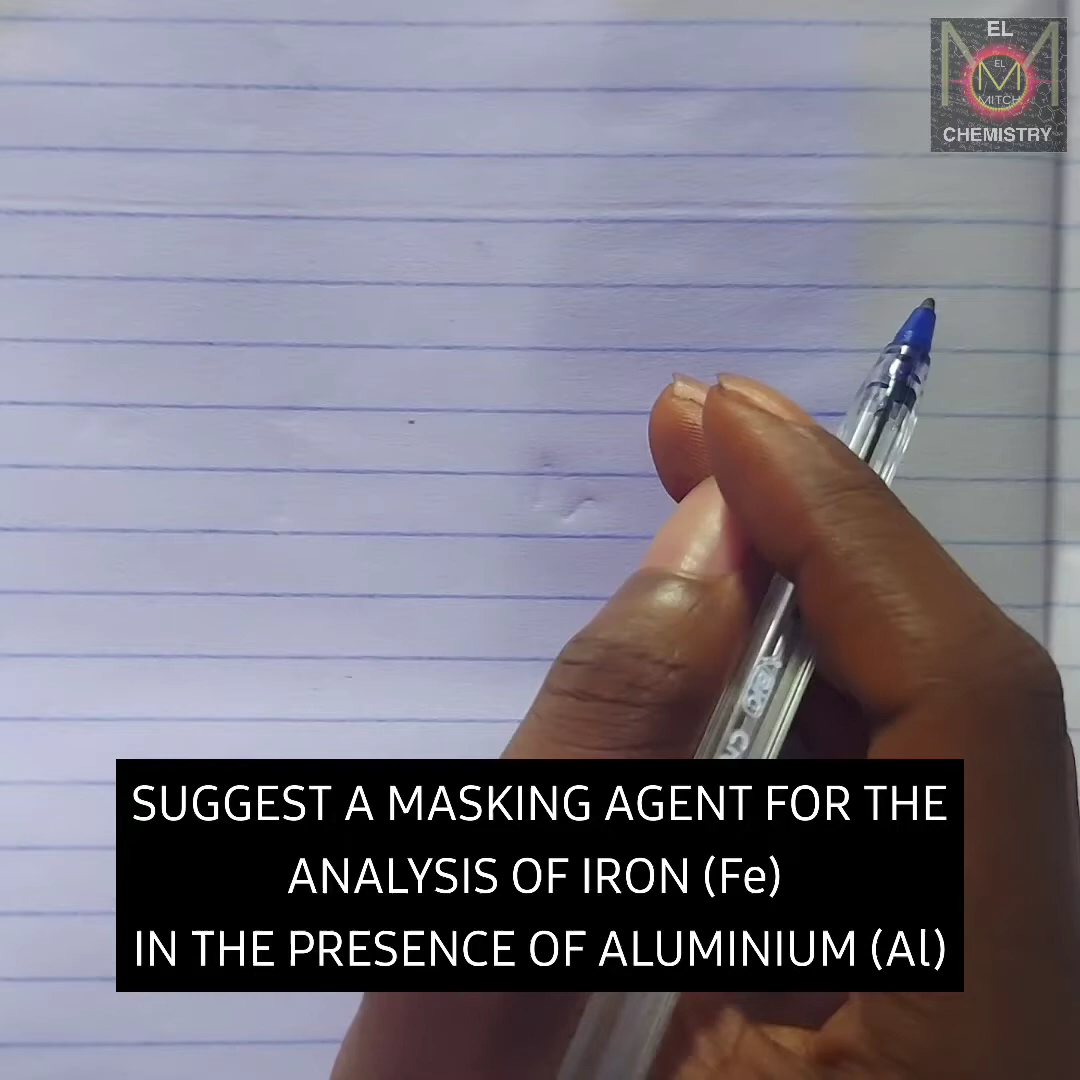 EL
EL
M
MITCH
CHEMISTRY
SUGGEST A MASKING AGENT FOR THE
ANALYSIS OF IRON (Fe)
IN THE PRESENCE OF ALUMINIUM (Al)